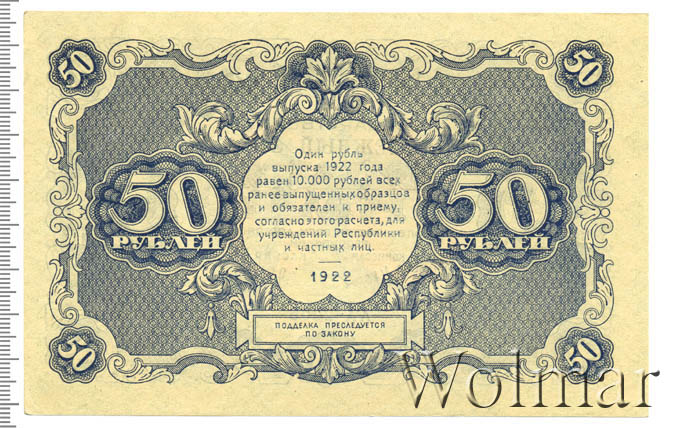 50
50
Один рубль
выпуска 1922 года
равен 10.000 рублей всех
ранее выпущенных образцов
и обязателен к приему,
согласно этого расчета, для
учреждений Республики
и частных лиц.
1922
50
РУБЛЕЙ
50
РУБЛЕЙ
ПОДДЕЛКА ПРЕСЛЕДУЕТСЯ
ПО ЗАКОНУ
50
50
Wolmar